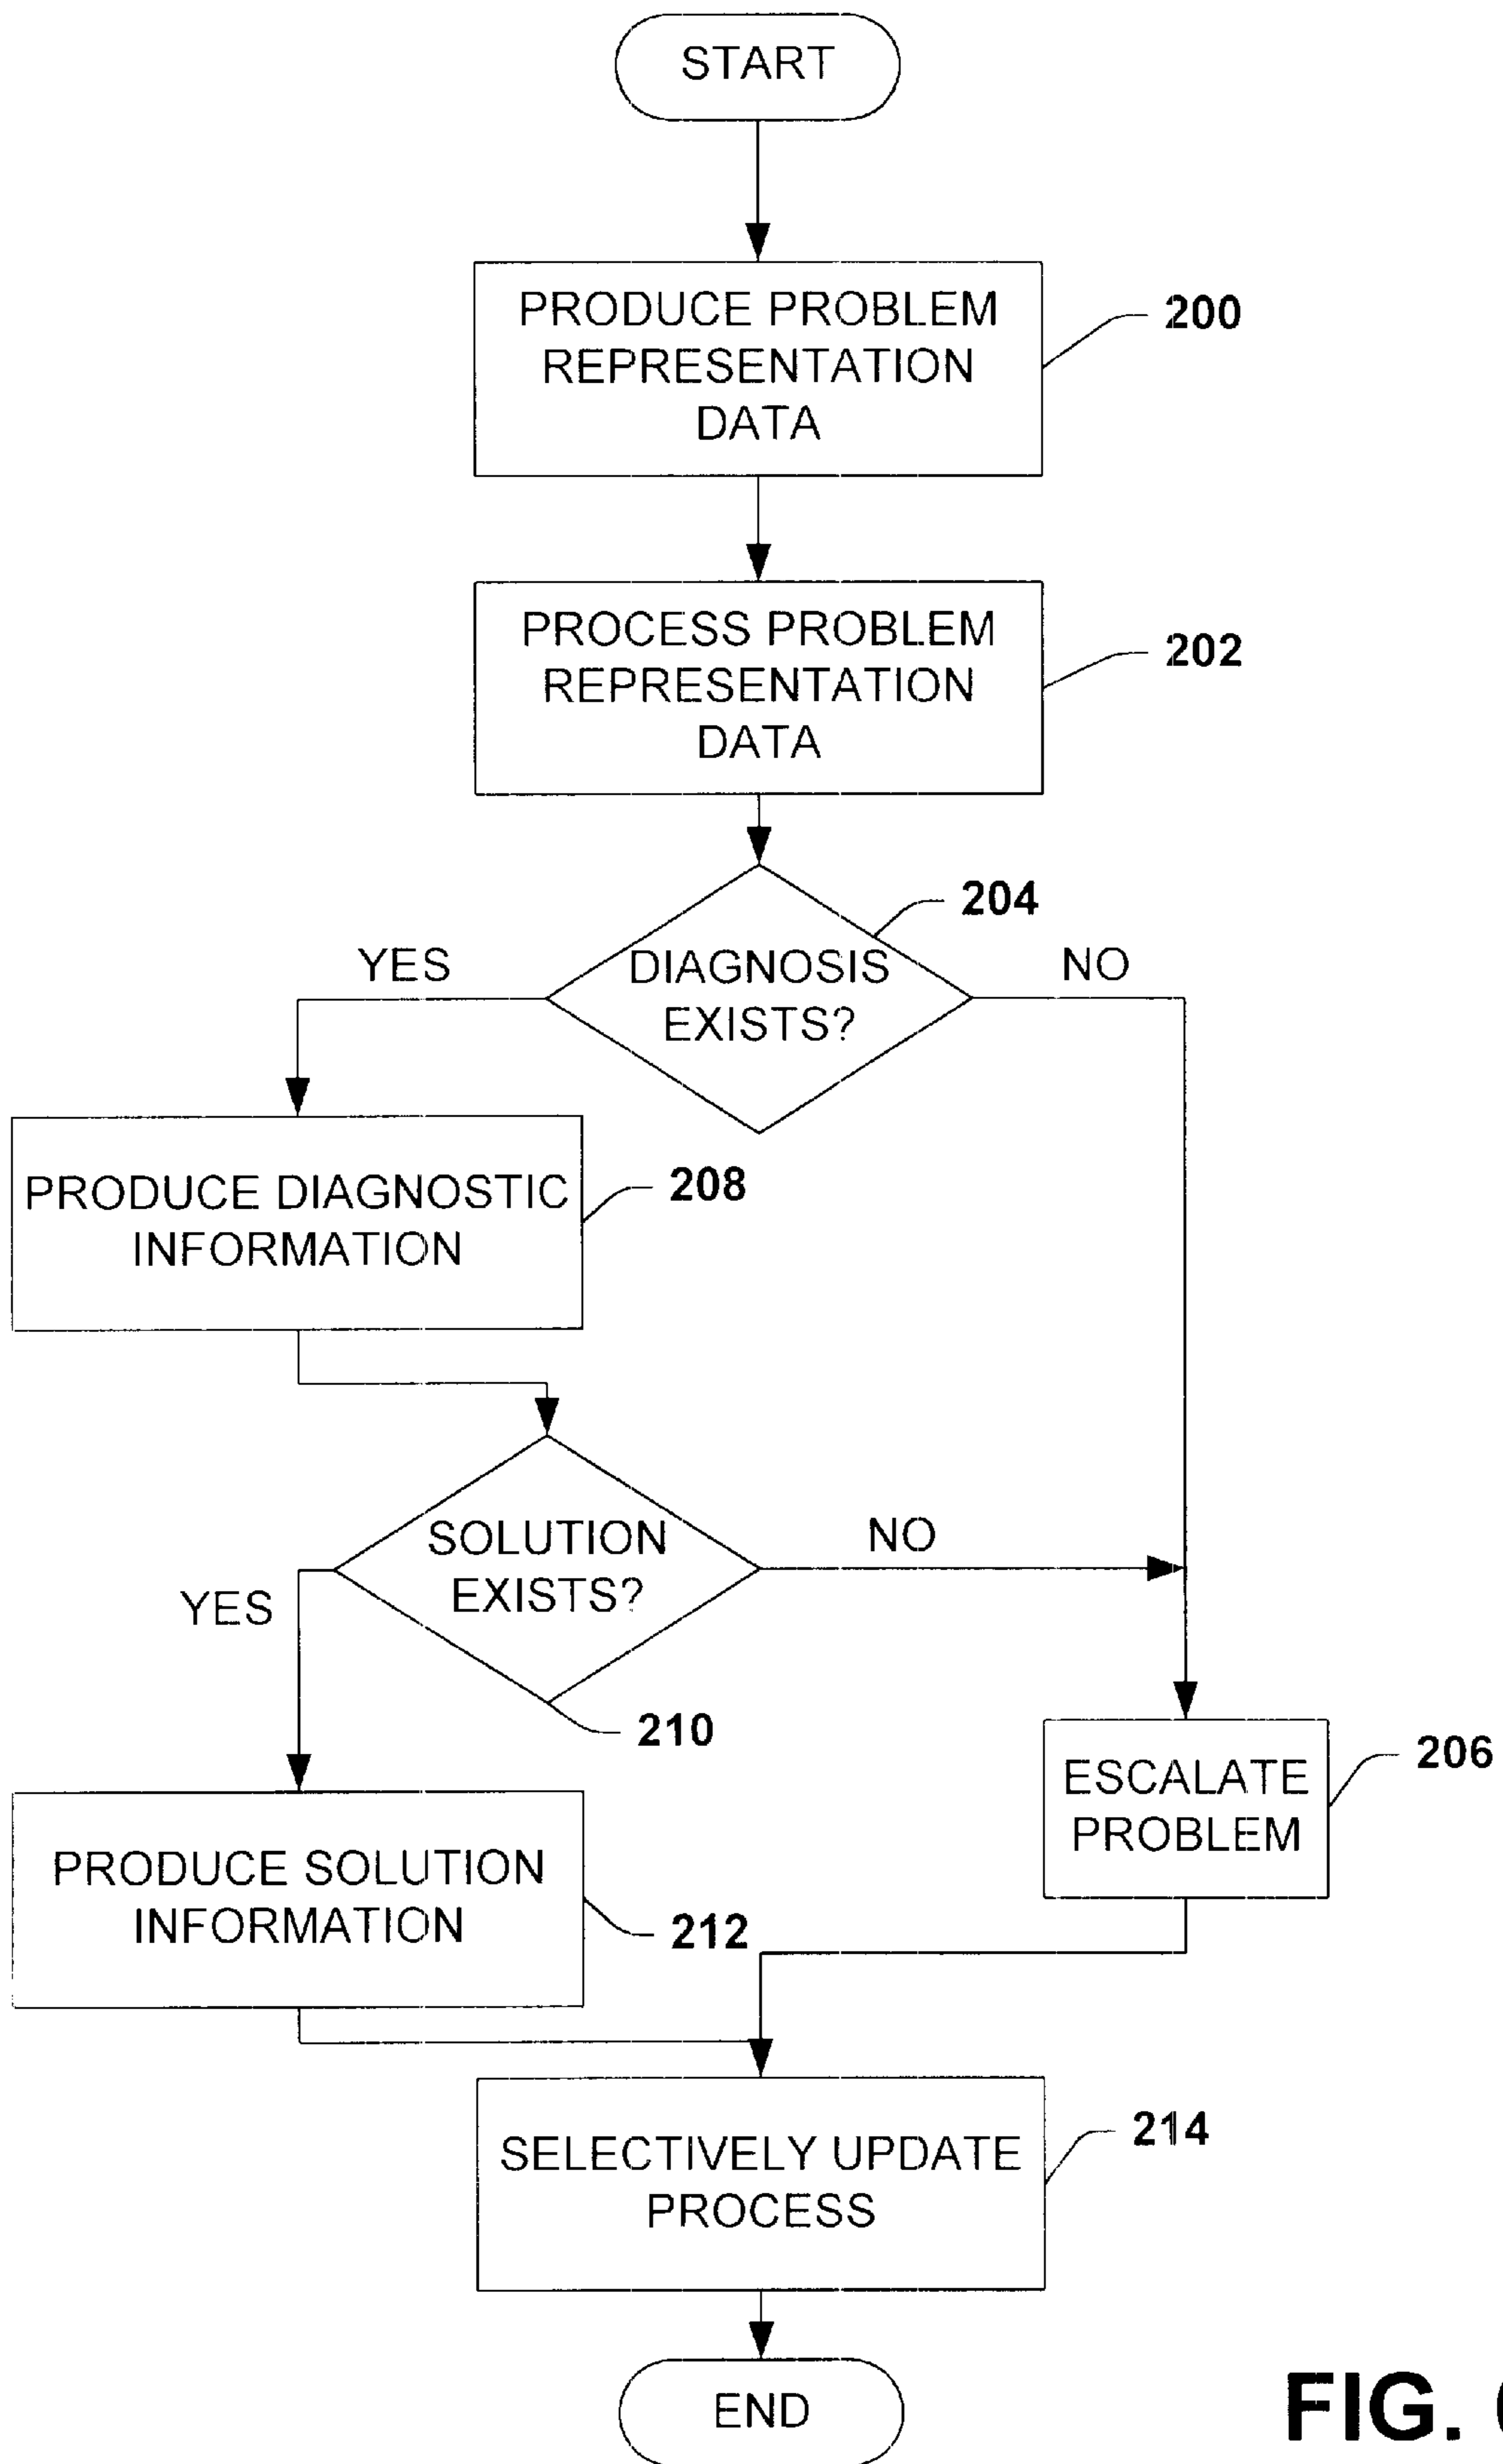 START
PRODUCE PROBLEM
REPRESENTATION
DATA
200
PROCESS PROBLEM
REPRESENTATION
DATA
202
204
YES
DIAGNOSIS
EXISTS?
NO
PRODUCE DIAGNOSTIC
INFORMATION
208
SOLUTION
EXISTS?
NO
YES
210
ESCALATE
PROBLEM
206
PRODUCE SOLUTION
INFORMATION
212
SELECTIVELY UPDATE
PROCESS
214
END
FIG.